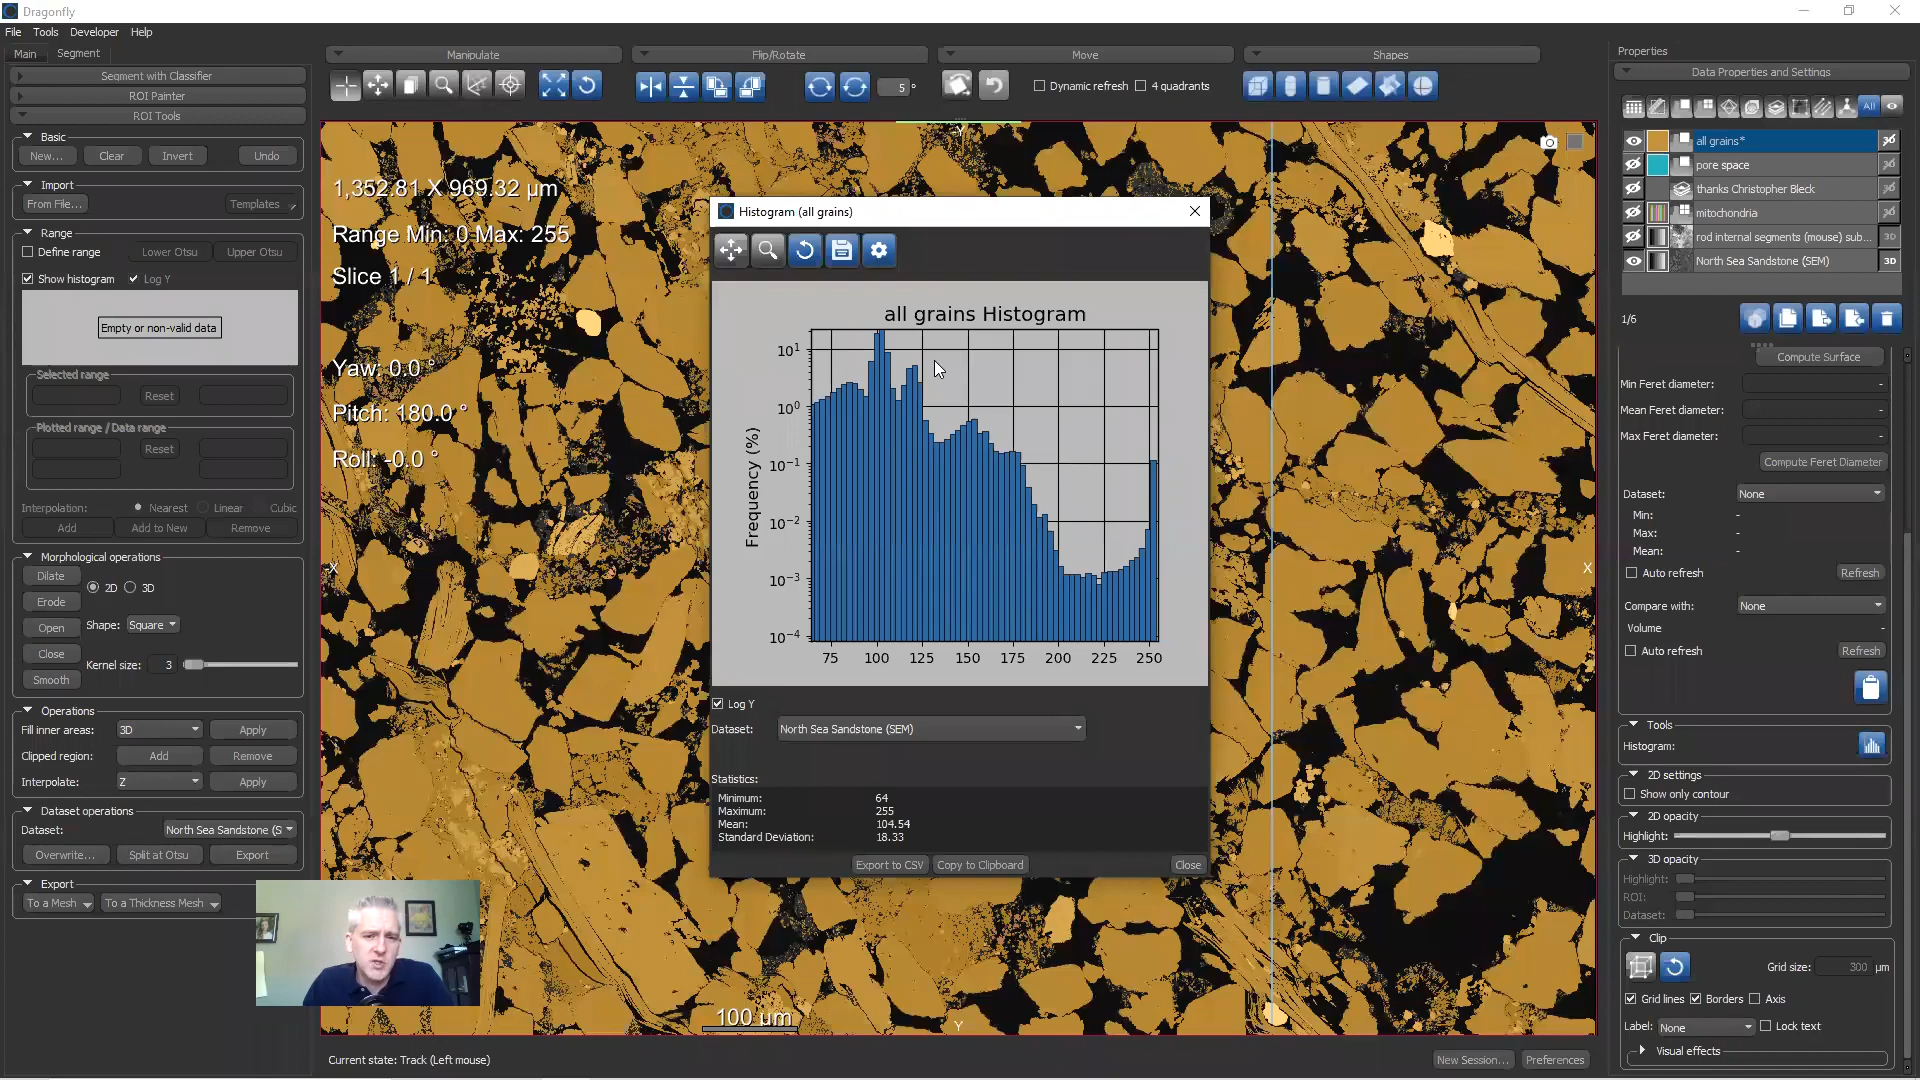 Dragonfly
File Tools Developer Help
Main Segment
Segment with Classifier
ROI Painter
ROI Tools
Basic
New... Clear Invert Undo
Import
From File... Templates
Range
Define range Lower Otsu Upper Otsu
Show histogram Log Y
Empty or non-valid data
Selected range
Reset
Plotted range / Data range
Reset
Interpolation: Nearest Linear Cubic
Add Add to New Remove
Morphological operations
Dilate
2D 3D
Erode
Open Shape: Square
Close
Kernel size: 3
Smooth
Operations
Fill inner areas: 3D Apply
Clipped region: Add Remove
Interpolate: Z Apply
Dataset operations
Dataset: North Sea Sandstone (S
Overwrite... Split at Otsu Export
Export
To a Mesh To a Thickness Mesh
Manipulate Flip/Rotate Move Shapes
5 °
Dynamic refresh 4 quadrants
1,352.81 X 969.32 µm
Range Min: 0 Max: 255
Slice 1 / 1
Yaw: 0.0 °
Pitch: 180.0 °
Roll: -0.0 °
-Y
-X
X
Y
100 µm
Histogram (all grains)
all grains Histogram
Frequency (%)
10¹
10⁰
10⁻¹
10⁻²
10⁻³
10⁻⁴
75 100 125 150 175 200 225 250
Log Y
Dataset: North Sea Sandstone (SEM)
Statistics:
Minimum: 64
Maximum: 255
Mean: 104.54
Standard Deviation: 18.33
Export to CSV Copy to Clipboard Close
Current state: Track (Left mouse)
New Session... Preferences
Properties
Data Properties and Settings
All
all grains*
pore space
thanks Christopher Bleck
mitochondria
rod internal segments (mouse) sub... 3D
North Sea Sandstone (SEM) 3D
1/6
Compute Surface
Min Feret diameter: -
Mean Feret diameter: -
Max Feret diameter: -
Compute Feret Diameter
Dataset: None
Min: -
Max: -
Mean: -
Auto refresh Refresh
Compare with: None
Volume -
Auto refresh Refresh
Tools
Histogram:
2D settings
Show only contour
2D opacity
Highlight:
3D opacity
Highlight:
ROI:
Dataset:
Clip
Grid size: 300 µm
Grid lines Borders Axis
Label: None Lock text
Visual effects